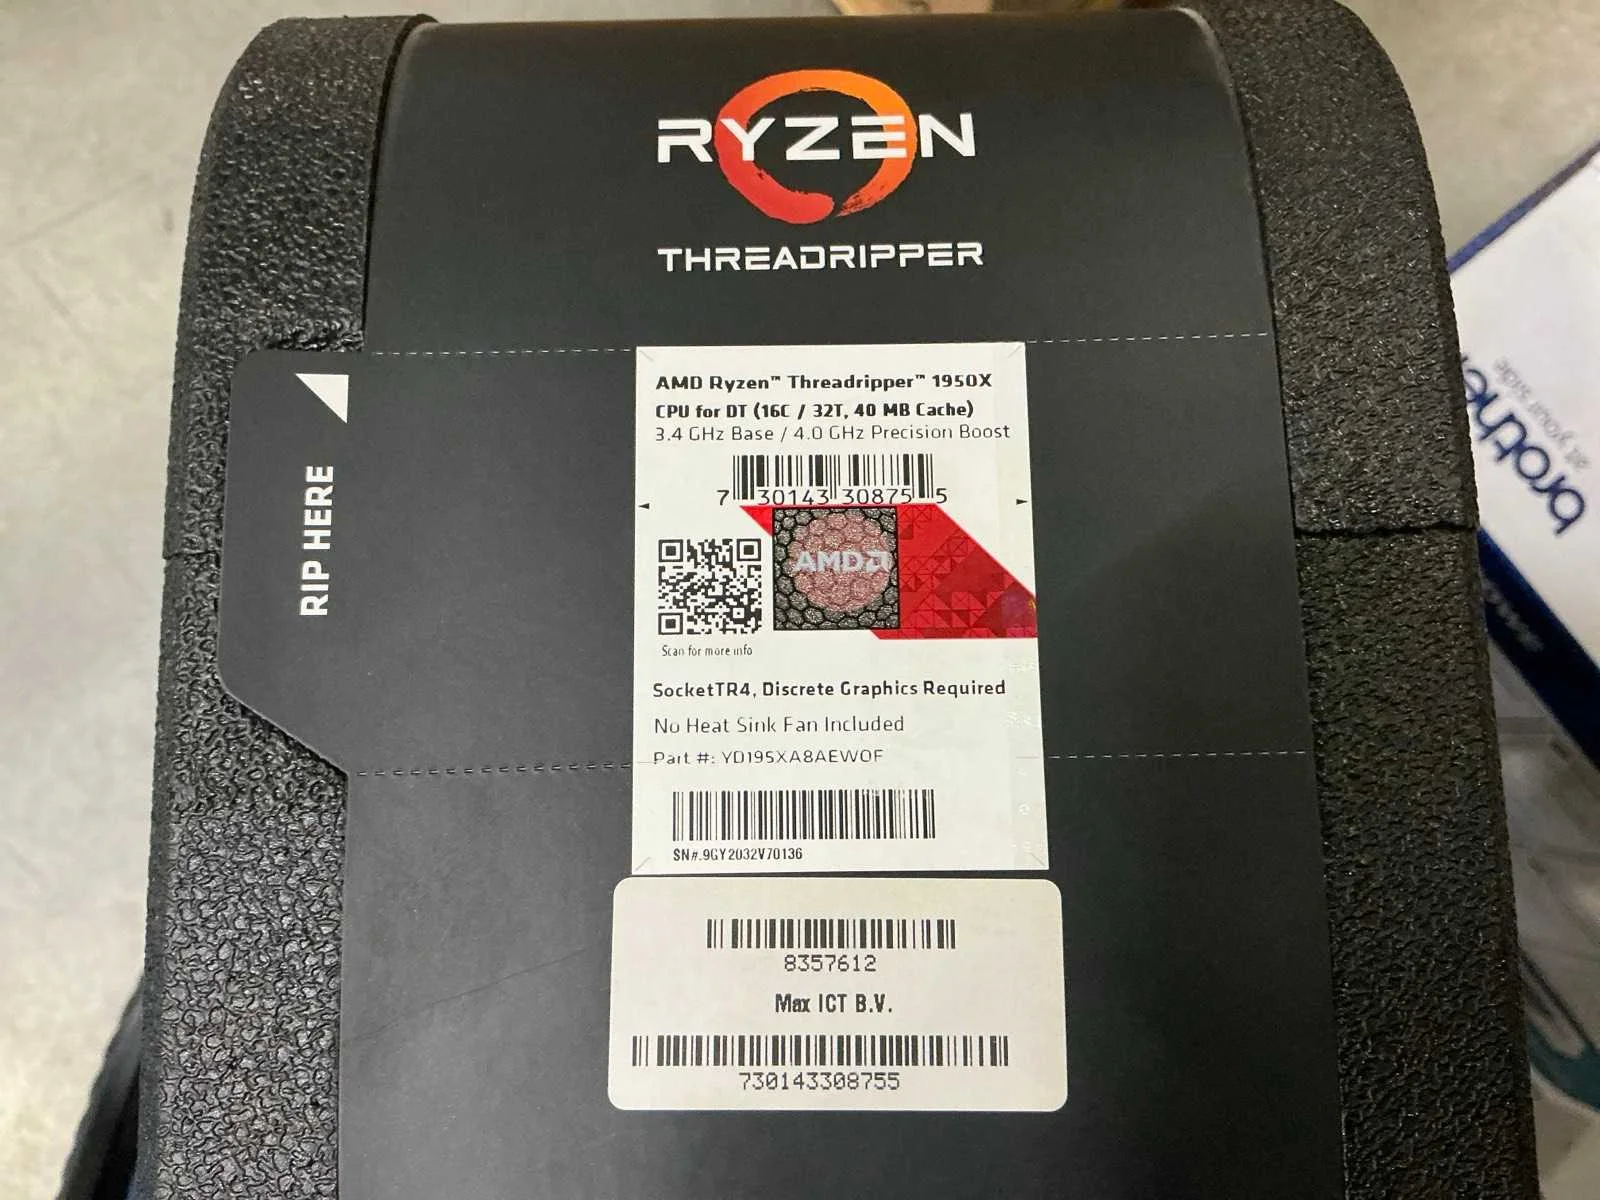 RYZEN
THREADRIPPER
RIP HERE
AMD Ryzen™ Threadripper™ 1950X
CPU for DT (16C / 32T, 40 MB Cache)
3.4 GHz Base / 4.0 GHz Precision Boost
7 30143 30875 5
AMD
Scan for more info
SocketTR4, Discrete Graphics Required
No Heat Sink Fan Included
Part #: YD195XA8AEWOF
SN#.9GY2032V70136
8357612
Max ICT B.V.
730143308755
brother
at your side